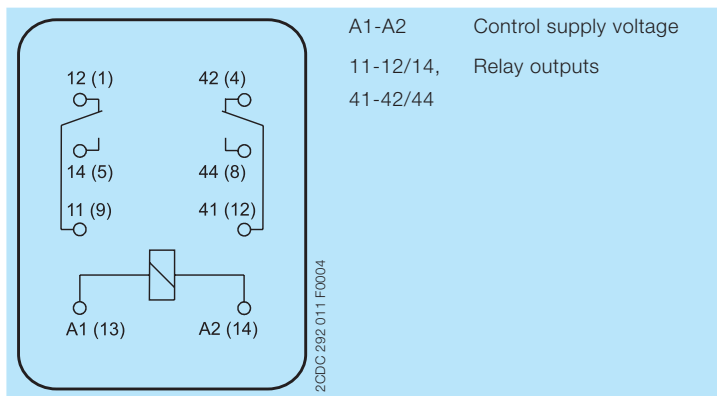 12 (1) 42 (4)
14 (5) 44 (8)
11 (9) 41 (12)
A1 (13) A2 (14)
2CDC 292 011 F0004
A1-A2 Control supply voltage
11-12/14, Relay outputs
41-42/44